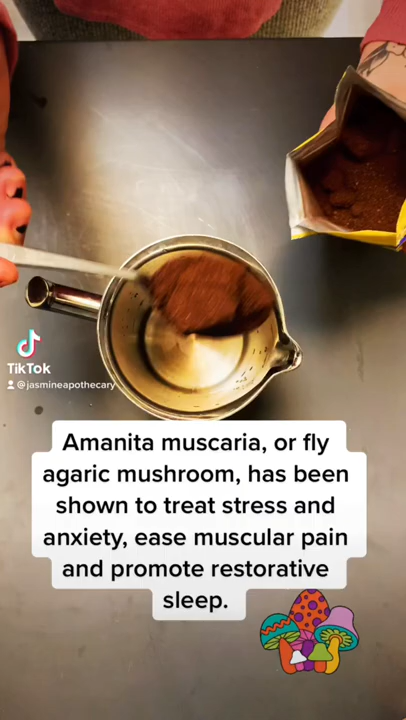 TikTok
@jasmineapothecary
Amanita muscaria, or fly
agaric mushroom, has been
shown to treat stress and
anxiety, ease muscular pain
and promote restorative
sleep.